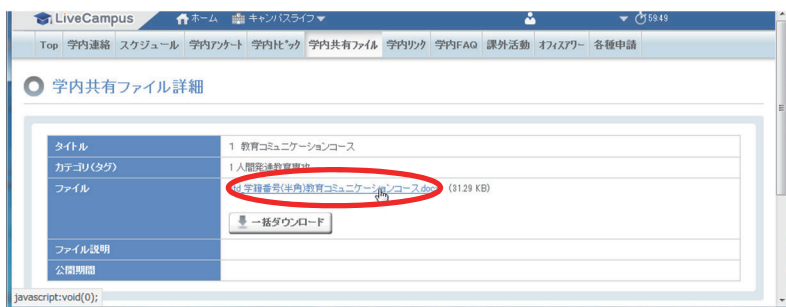 LiveCampus ホーム キャンパスライフ▼ ▼ 59:49
Top 学内連絡 スケジュール 学内アンケート 学内トピック 学内共有ファイル 学内リンク 学内FAQ 課外活動 オフィスアワー 各種申請
学内共有ファイル詳細
タイトル 1 教育コミュニケーションコース
カテゴリ(タグ) 1 人間発達教育専攻
ファイル 学籍番号(半角)教育コミュニケーションコース.doc (31.29 KB)
一括ダウンロード
ファイル説明
公開期間
javascript:void(0);